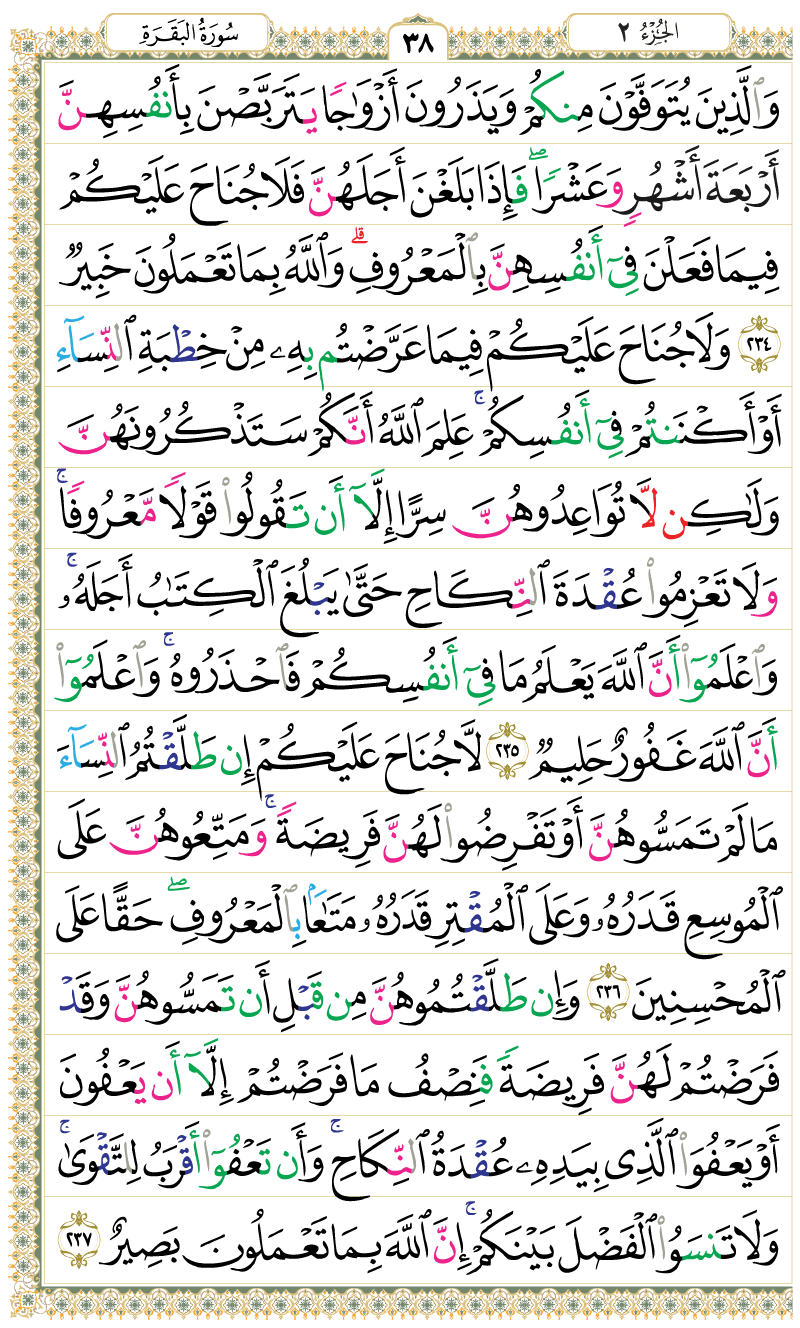 الجُزْءُ ٢
٣٨
سُورَةُ البَقَرَةِ
وَٱلَّذِينَ يُتَوَفَّوْنَ مِنكُمْ وَيَذَرُونَ أَزْوَٰجًا يَتَرَبَّصْنَ بِأَنفُسِهِنَّ
أَرْبَعَةَ أَشْهُرٍ وَعَشْرًا ۖ فَإِذَا بَلَغْنَ أَجَلَهُنَّ فَلَا جُنَاحَ عَلَيْكُمْ
فِيمَا فَعَلْنَ فِىٓ أَنفُسِهِنَّ بِٱلْمَعْرُوفِ ۗ وَٱللَّهُ بِمَا تَعْمَلُونَ خَبِيرٌ
٢٣٤ وَلَا جُنَاحَ عَلَيْكُمْ فِيمَا عَرَّضْتُم بِهِۦ مِنْ خِطْبَةِ ٱلنِّسَآءِ
أَوْ أَكْنَنتُمْ فِىٓ أَنفُسِكُمْ ۚ عَلِمَ ٱللَّهُ أَنَّكُمْ سَتَذْكُرُونَهُنَّ
وَلَٰكِن لَّا تُوَاعِدُوهُنَّ سِرًّا إِلَّآ أَن تَقُولُوا۟ قَوْلًا مَّعْرُوفًا ۚ
وَلَا تَعْزِمُوا۟ عُقْدَةَ ٱلنِّكَاحِ حَتَّىٰ يَبْلُغَ ٱلْكِتَٰبُ أَجَلَهُۥ ۚ
وَٱعْلَمُوٓا۟ أَنَّ ٱللَّهَ يَعْلَمُ مَا فِىٓ أَنفُسِكُمْ فَٱحْذَرُوهُ ۚ وَٱعْلَمُوٓا۟
أَنَّ ٱللَّهَ غَفُورٌ حَلِيمٌ ٢٣٥ لَّا جُنَاحَ عَلَيْكُمْ إِن طَلَّقْتُمُ ٱلنِّسَآءَ
مَا لَمْ تَمَسُّوهُنَّ أَوْ تَفْرِضُوا۟ لَهُنَّ فَرِيضَةً ۚ وَمَتِّعُوهُنَّ عَلَى
ٱلْمُوسِعِ قَدَرُهُۥ وَعَلَى ٱلْمُقْتِرِ قَدَرُهُۥ مَتَٰعًۢا بِٱلْمَعْرُوفِ ۖ حَقًّا عَلَى
ٱلْمُحْسِنِينَ ٢٣٦ وَإِن طَلَّقْتُمُوهُنَّ مِن قَبْلِ أَن تَمَسُّوهُنَّ وَقَدْ
فَرَضْتُمْ لَهُنَّ فَرِيضَةً فَنِصْفُ مَا فَرَضْتُمْ إِلَّآ أَن يَعْفُونَ
أَوْ يَعْفُوَا۟ ٱلَّذِى بِيَدِهِۦ عُقْدَةُ ٱلنِّكَاحِ ۚ وَأَن تَعْفُوٓا۟ أَقْرَبُ لِلتَّقْوَىٰ ۚ
وَلَا تَنسَوُا۟ ٱلْفَضْلَ بَيْنَكُمْ ۚ إِنَّ ٱللَّهَ بِمَا تَعْمَلُونَ بَصِيرٌ ٢٣٧